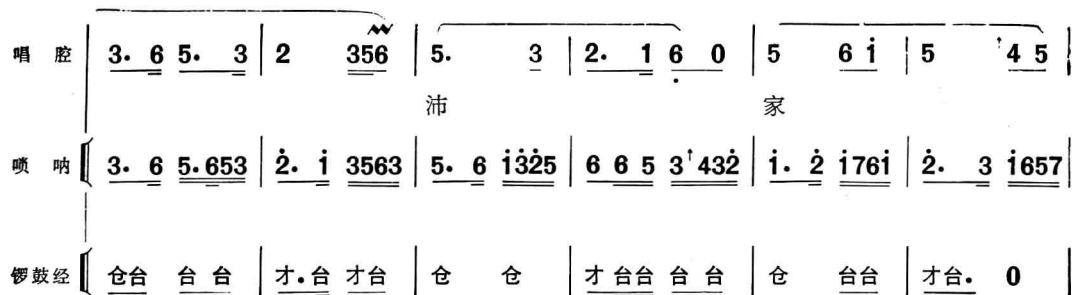 唱腔 3. 6 5. 3 | 2 356 | 5. 3 | 2. 1 6 0 | 5 6 i | 5 ↑4 5 |
沛 家
唢呐 3. 6 5.653 | 2. i 3563 | 5. 6 i325 | 6 6 5 3↑432 | i. 2 i76i | 2. 3 i657 |
锣鼓经 仓台 台 台 | 才.台 才台 | 仓 仓 | 才 台台 台 台 | 仓 台台 | 才台. 0 |